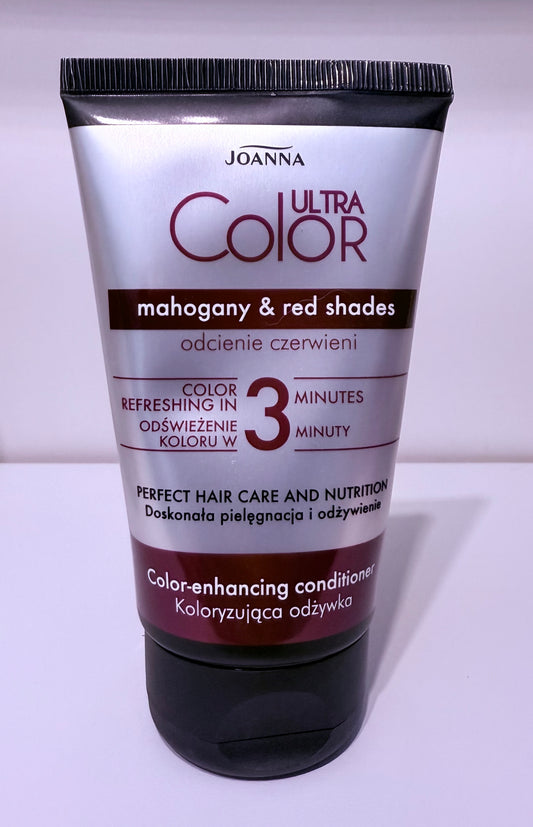 JOANNA
ULTRA
COLOR
mahogany & red shades
odcienie czerwieni
COLOR
REFRESHING IN
ODŚWIEŻENIE
KOLORU W
3
MINUTES
MINUTY
PERFECT HAIR CARE AND NUTRITION
Doskonała pielęgnacja i odżywienie
Color-enhancing conditioner
Koloryzująca odżywka